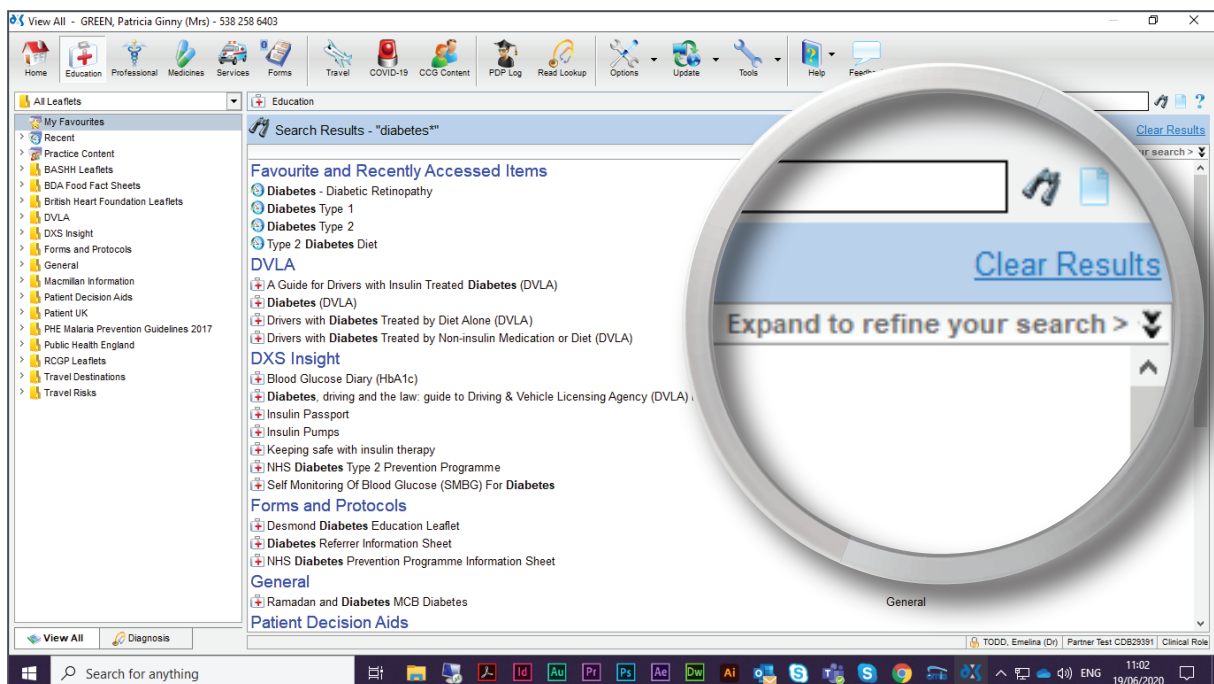 View All - GREEN, Patricia Ginny (Mrs) - 538 258 6403
Home Education Professional Medicines Services Forms Travel COVID-19 CCG Content PDP Log Read Lookup Options Update Tools Help
All Leaflets
Education
My Favourites
Recent
Practice Content
BASHH Leaflets
BDA Food Fact Sheets
British Heart Foundation Leaflets
DVLA
DXS Insight
Forms and Protocols
General
Macmillan Information
Patient Decision Aids
Patient UK
PHE Malaria Prevention Guidelines 2017
Public Health England
RCGP Leaflets
Travel Destinations
Travel Risks
View All Diagnosis
Search Results - "diabetes*"
Clear Results
search >
Favourite and Recently Accessed Items
Diabetes - Diabetic Retinopathy
Diabetes Type 1
Diabetes Type 2
Type 2 Diabetes Diet
DVLA
A Guide for Drivers with Insulin Treated Diabetes (DVLA)
Diabetes (DVLA)
Drivers with Diabetes Treated by Diet Alone (DVLA)
Drivers with Diabetes Treated by Non-insulin Medication or Diet (DVLA)
DXS Insight
Blood Glucose Diary (HbA1c)
Diabetes, driving and the law: guide to Driving & Vehicle Licensing Agency (DVLA)
Insulin Passport
Insulin Pumps
Keeping safe with insulin therapy
NHS Diabetes Type 2 Prevention Programme
Self Monitoring Of Blood Glucose (SMBG) For Diabetes
Forms and Protocols
Desmond Diabetes Education Leaflet
Diabetes Referrer Information Sheet
NHS Diabetes Prevention Programme Information Sheet
General
Ramadan and Diabetes MCB Diabetes General
Patient Decision Aids
Clear Results
Expand to refine your search >
TODD, Emelina (Dr) Partner Test CDB29391 Clinical Role
Search for anything
Id Au Pr Ps Ae Dw Ai
ENG
11:02
19/06/2020